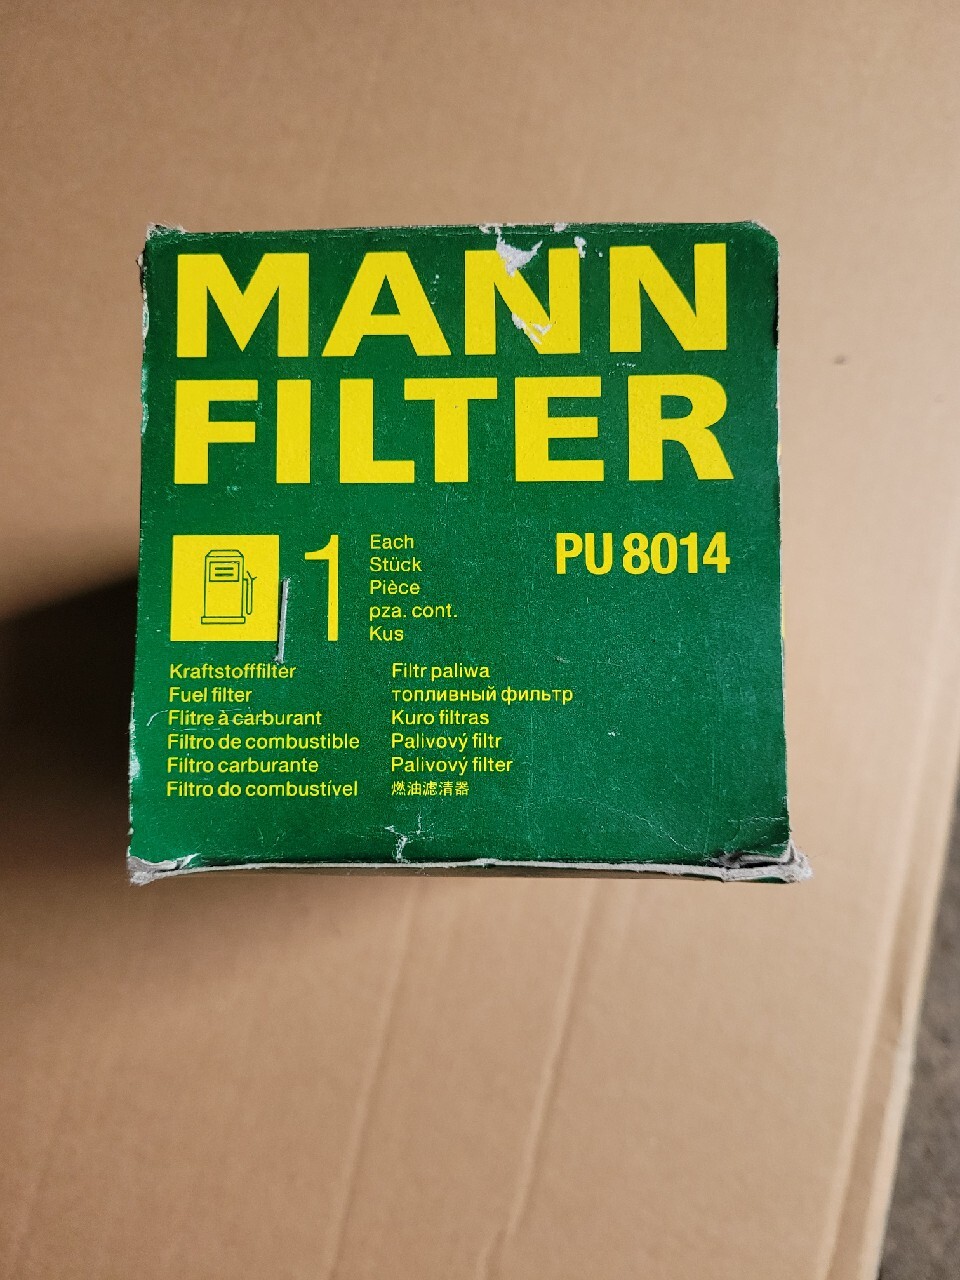 MANN
FILTER
1
Each
Stück
Pièce
pza. cont.
Kus
PU 8014
Kraftstofffilter
Fuel filter
Flitre à carburant
Filtro de combustible
Filtro carburante
Filtro do combustível
Filtr paliwa
топливный фильтр
Kuro filtras
Palivový filtr
Palivový filter
燃油滤清器